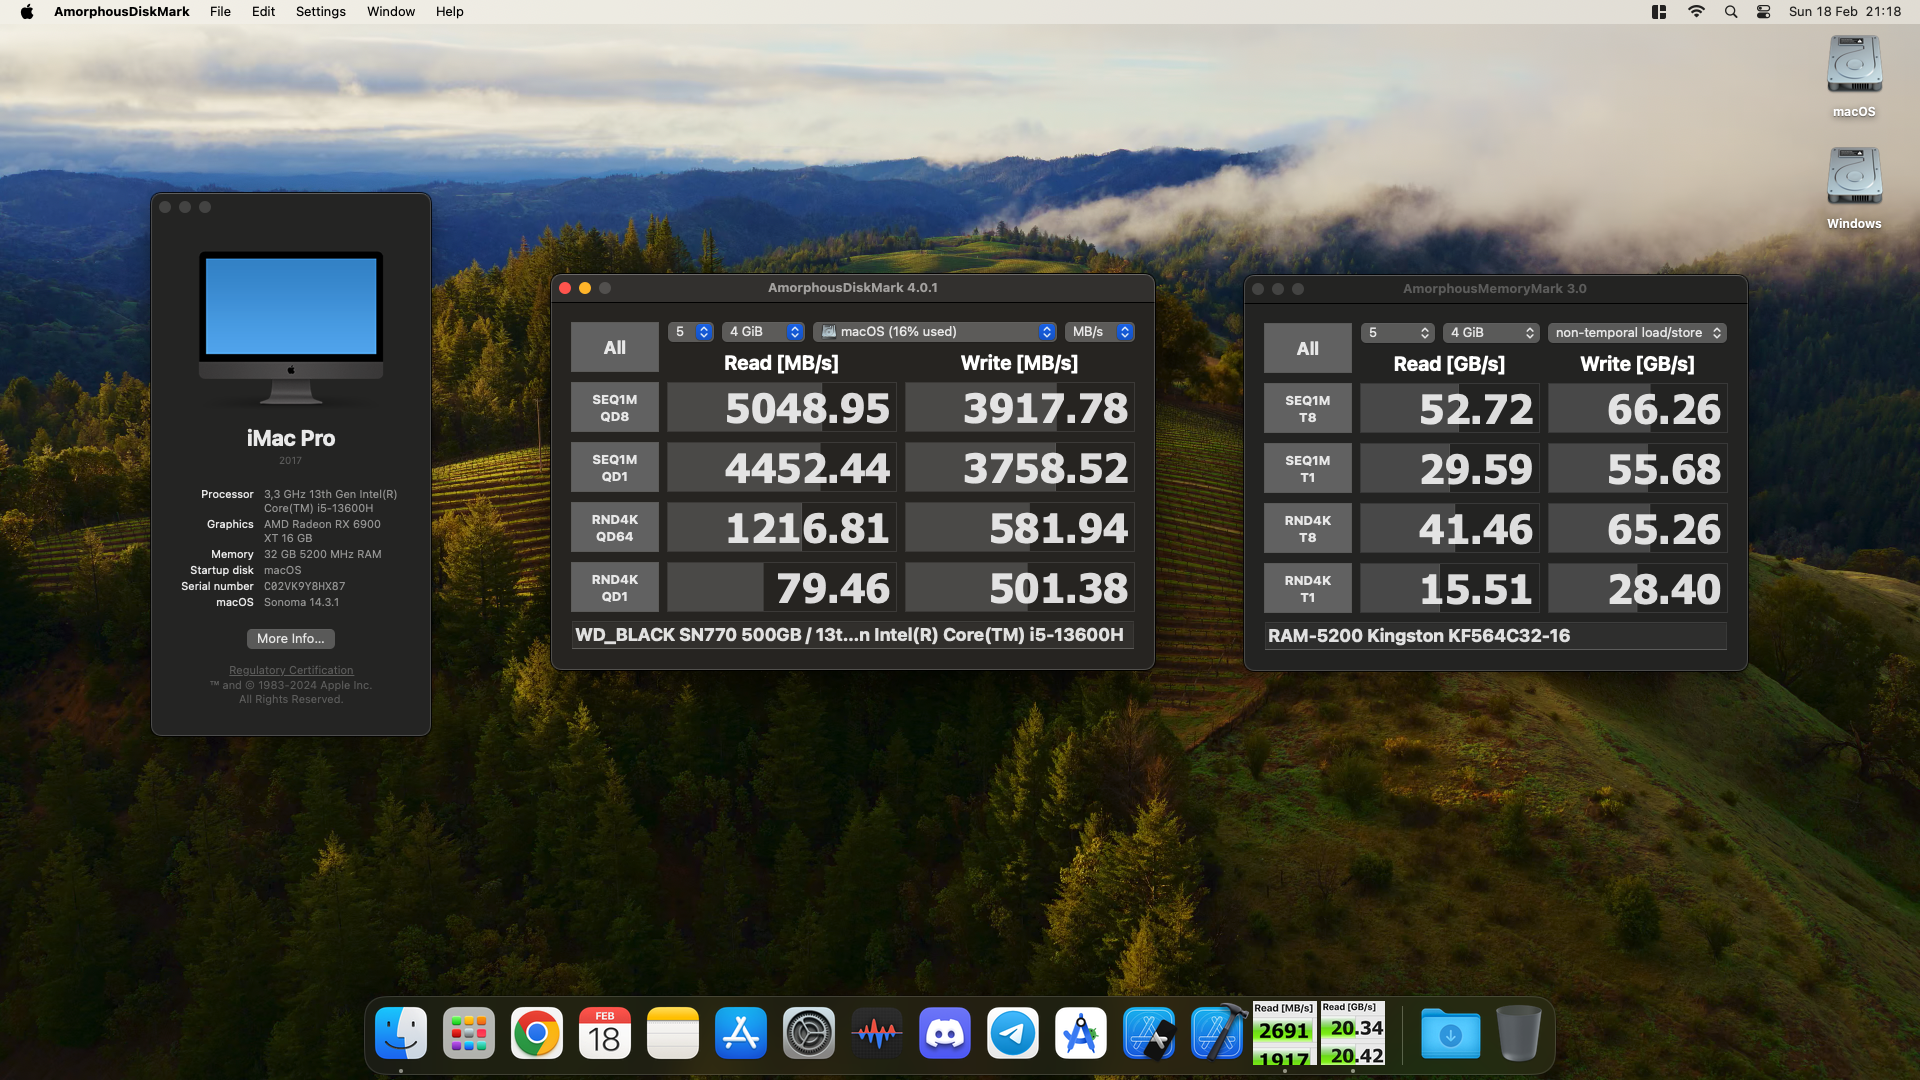 AmorphousDiskMark File Edit Settings Window Help Sun 18 Feb 21:18
macOS
Windows
iMac Pro
2017
Processor 3,3 GHz 13th Gen Intel(R)
Core(TM) i5-13600H
Graphics AMD Radeon RX 6900
XT 16 GB
Memory 32 GB 5200 MHz RAM
Startup disk macOS
Serial number C02VK9Y8HX87
macOS Sonoma 14.3.1
More Info...
Regulatory Certification
™ and © 1983-2024 Apple Inc.
All Rights Reserved.
AmorphousDiskMark 4.0.1
All 5 4 GiB macOS (16% used) MB/s
Read [MB/s] Write [MB/s]
SEQ1M
QD8 5048.95 3917.78
SEQ1M
QD1 4452.44 3758.52
RND4K
QD64 1216.81 581.94
RND4K
QD1 79.46 501.38
WD_BLACK SN770 500GB / 13t...n Intel(R) Core(TM) i5-13600H
AmorphousMemoryMark 3.0
All 5 4 GiB non-temporal load/store
Read [GB/s] Write [GB/s]
SEQ1M
T8 52.72 66.26
SEQ1M
T1 29.59 55.68
RND4K
T8 41.46 65.26
RND4K
T1 15.51 28.40
RAM-5200 Kingston KF564C32-16
FEB
18
Read [MB/s]
2691
1917
Read [GB/s]
20.34
20.42